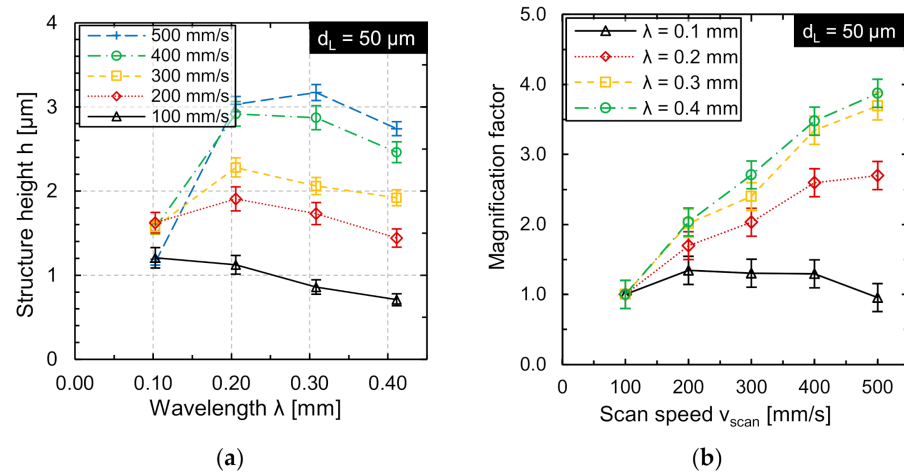 500 mm/s
400 mm/s
300 mm/s
200 mm/s
100 mm/s
d_L = 50 µm
Structure height h [µm]
4
3
2
1
0
0.00 0.10 0.20 0.30 0.40
Wavelength λ [mm]
(a)
λ = 0.1 mm
λ = 0.2 mm
λ = 0.3 mm
λ = 0.4 mm
d_L = 50 µm
Magnification factor
5.0
4.0
3.0
2.0
1.0
0.0
0 100 200 300 400 500
Scan speed v_scan [mm/s]
(b)